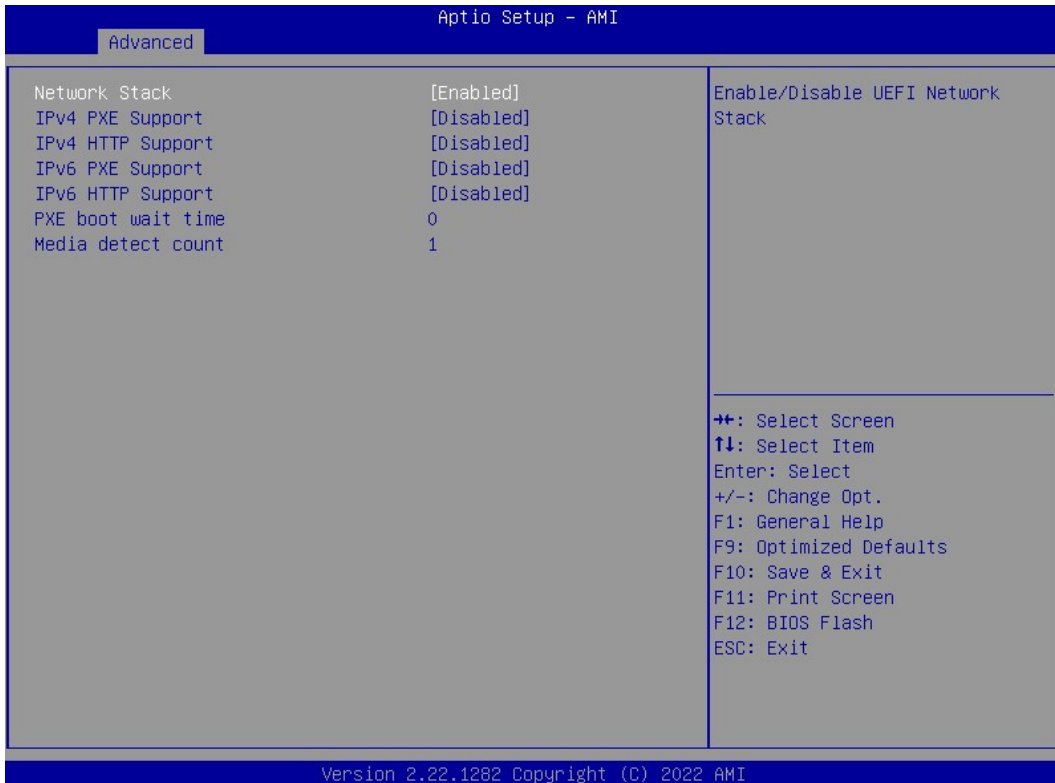 Aptio Setup – AMI
Advanced
Network Stack [Enabled]
IPv4 PXE Support [Disabled]
IPv4 HTTP Support [Disabled]
IPv6 PXE Support [Disabled]
IPv6 HTTP Support [Disabled]
PXE boot wait time 0
Media detect count 1
Enable/Disable UEFI Network
Stack
→←: Select Screen
↑↓: Select Item
Enter: Select
+/-: Change Opt.
F1: General Help
F9: Optimized Defaults
F10: Save & Exit
F11: Print Screen
F12: BIOS Flash
ESC: Exit
Version 2.22.1282 Copyright (C) 2022 AMI